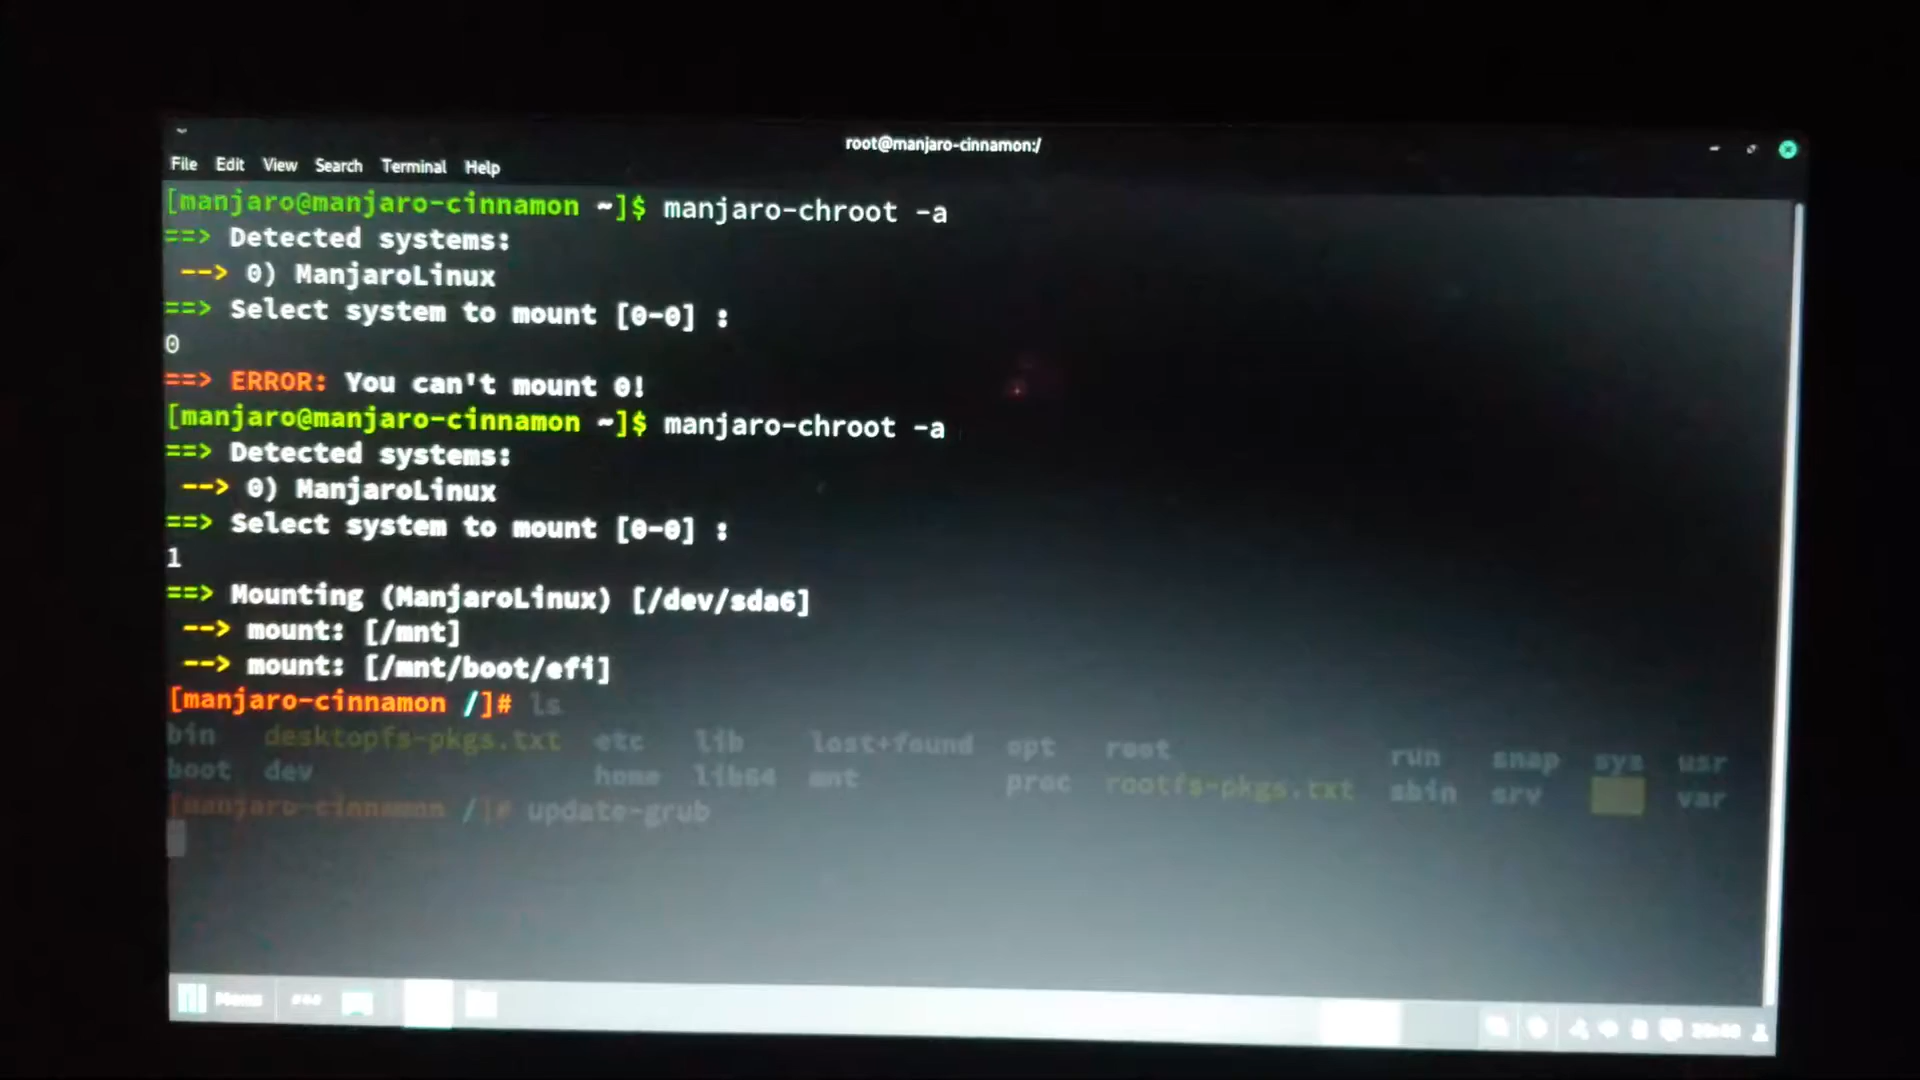 root@manjaro-cinnamon:/
File Edit View Search Terminal Help
[manjaro@manjaro-cinnamon ~]$ manjaro-chroot -a
==> Detected systems:
--> 0) ManjaroLinux
==> Select system to mount [0-0] :
0
==> ERROR: You can't mount 0!
[manjaro@manjaro-cinnamon ~]$ manjaro-chroot -a
==> Detected systems:
--> 0) ManjaroLinux
==> Select system to mount [0-0] :
1
==> Mounting (ManjaroLinux) [/dev/sda6]
--> mount: [/mnt]
--> mount: [/mnt/boot/efi]
[manjaro-cinnamon /]# ls
bin desktopfs-pkgs.txt etc lib lost+found opt root run snap sys usr
boot dev home lib64 mnt proc rootfs-pkgs.txt sbin srv var
[manjaro-cinnamon /]# update-grub
Menu